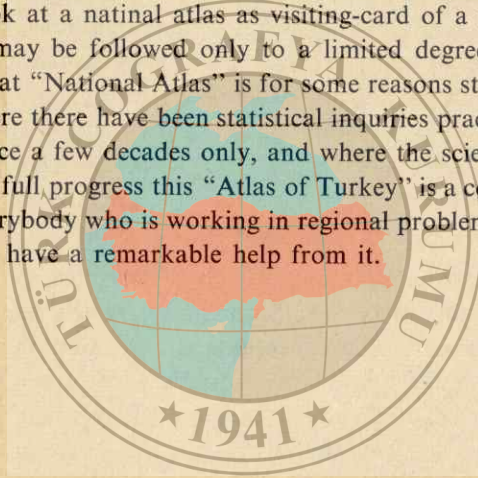 k at a natinal atlas as visiting-card of a
may be followed only to a limited degre
at “National Atlas” is for some reasons st
re there have been statistical inquiries prac
ce a few decades only, and where the scie
full progress this “Atlas of Turkey” is a c
rybody who is working in regional problem
have a remarkable help from it.
TÜRK COĞRAFYA KURUMU
★1941★